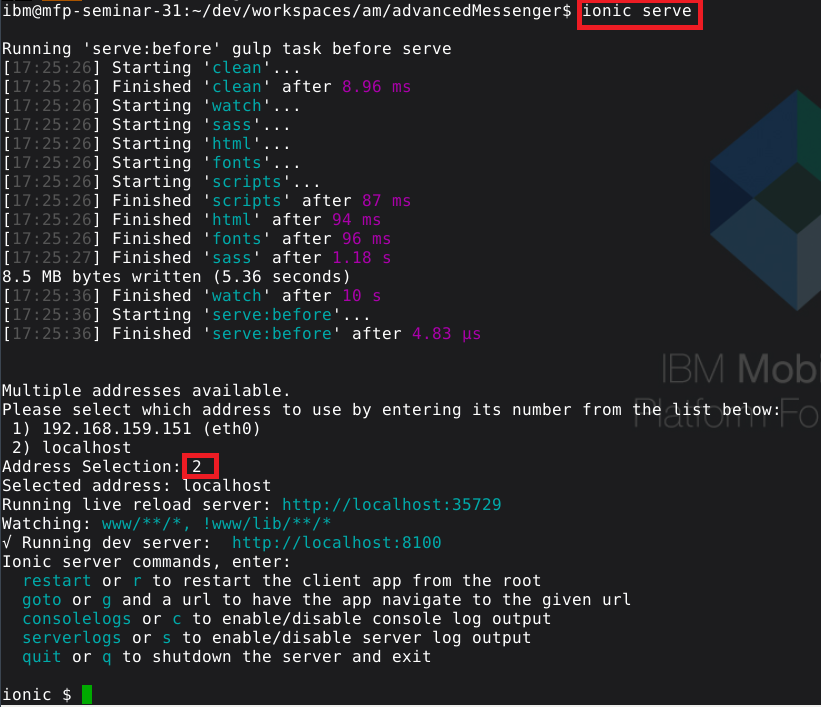 ibm@mfp-seminar-31:~/dev/workspaces/am/advancedMessenger$ ionic serve
Running 'serve:before' gulp task before serve
[17:25:26] Starting 'clean'...
[17:25:26] Finished 'clean' after 8.96 ms
[17:25:26] Starting 'watch'...
[17:25:26] Starting 'sass'...
[17:25:26] Starting 'html'...
[17:25:26] Starting 'fonts'...
[17:25:26] Starting 'scripts'...
[17:25:26] Finished 'scripts' after 87 ms
[17:25:26] Finished 'html' after 94 ms
[17:25:26] Finished 'fonts' after 96 ms
[17:25:27] Finished 'sass' after 1.18 s
8.5 MB bytes written (5.36 seconds)
[17:25:36] Finished 'watch' after 10 s
[17:25:36] Starting 'serve:before'...
[17:25:36] Finished 'serve:before' after 4.83 μs
IBM Mobi
Multiple addresses available.
Please select which address to use by entering its number from the list below:
Platform Fo
 1) 192.168.159.151 (eth0)
 2) localhost
Address Selection: 2
Selected address: localhost
Running live reload server: http://localhost:35729
Watching: www/**/*, !www/lib/**/*
√ Running dev server:  http://localhost:8100
Ionic server commands, enter:
  restart or r to restart the client app from the root
  goto or g and a url to have the app navigate to the given url
  consolelogs or c to enable/disable console log output
  serverlogs or s to enable/disable server log output
  quit or q to shutdown the server and exit
ionic $